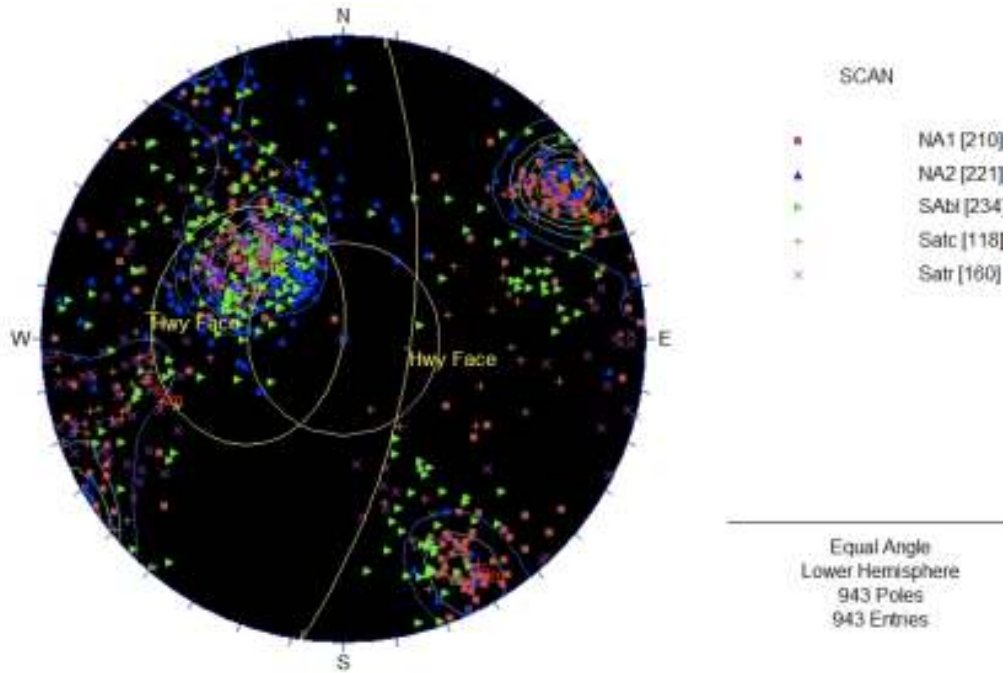 N
SCAN
NA1 [210]
NA2 [221]
SAbl [234]
Satc [118]
Satr [160]
W
E
Hwy Face
Hwy Face
S
Equal Angle
Lower Hemisphere
943 Poles
943 Entries